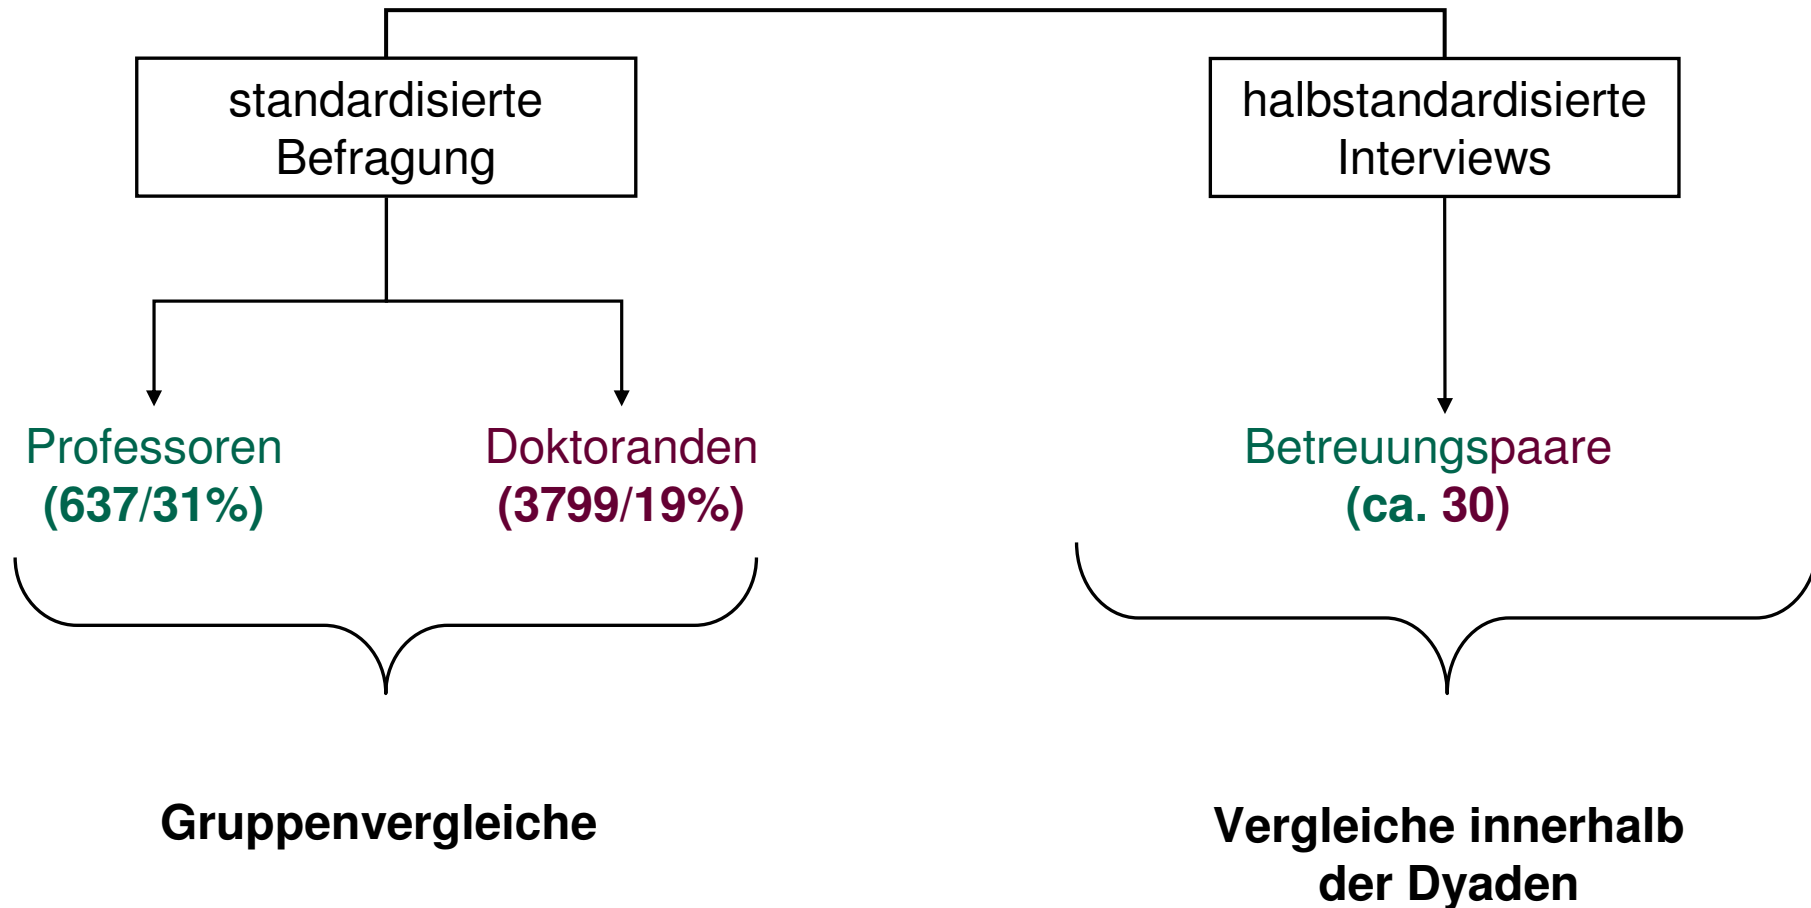 standardisierte
Befragung
halbstandardisierte
Interviews
Professoren
(637/31%)
Doktoranden
(3799/19%)
Betreuungspaare
(ca. 30)
Gruppenvergleiche
Vergleiche innerhalb
der Dyaden